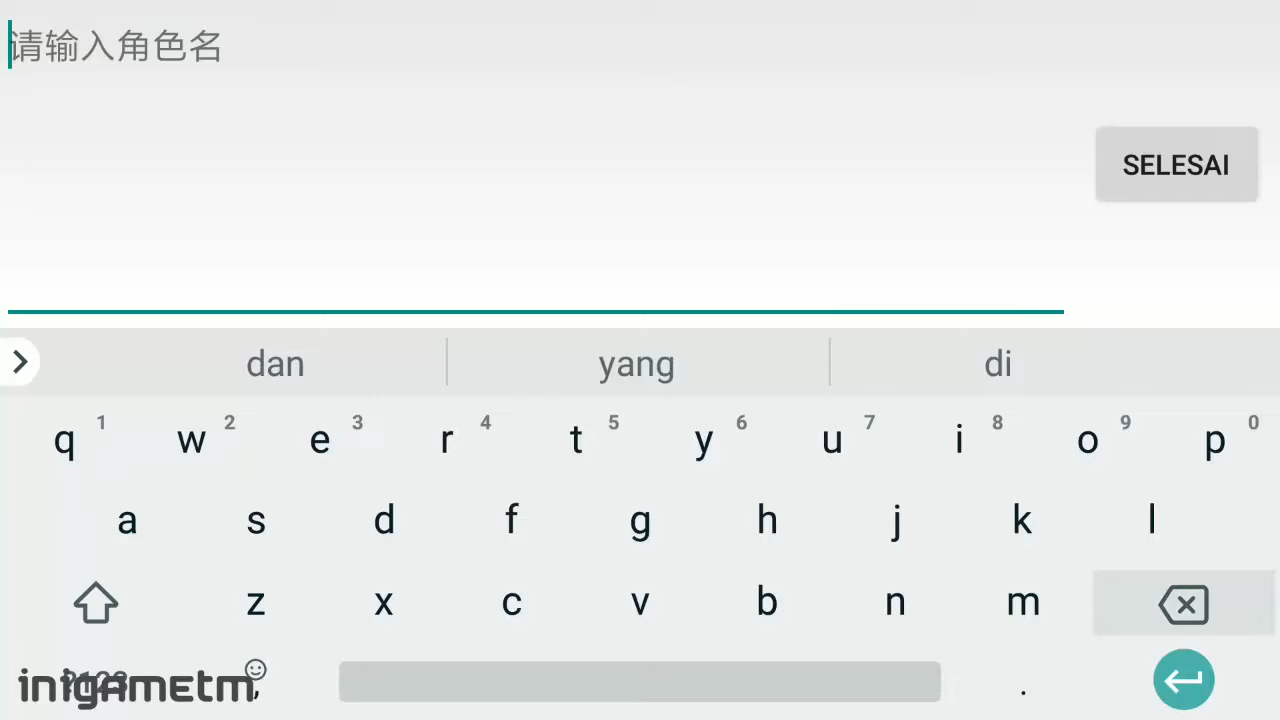 请输入角色名
SELESAI
dan yang di
q 1 w 2 e 3 r 4 t 5 y 6 u 7 i 8 o 9 p 0
a s d f g h j k l
z x c v b n m
?123 , .
inigametm